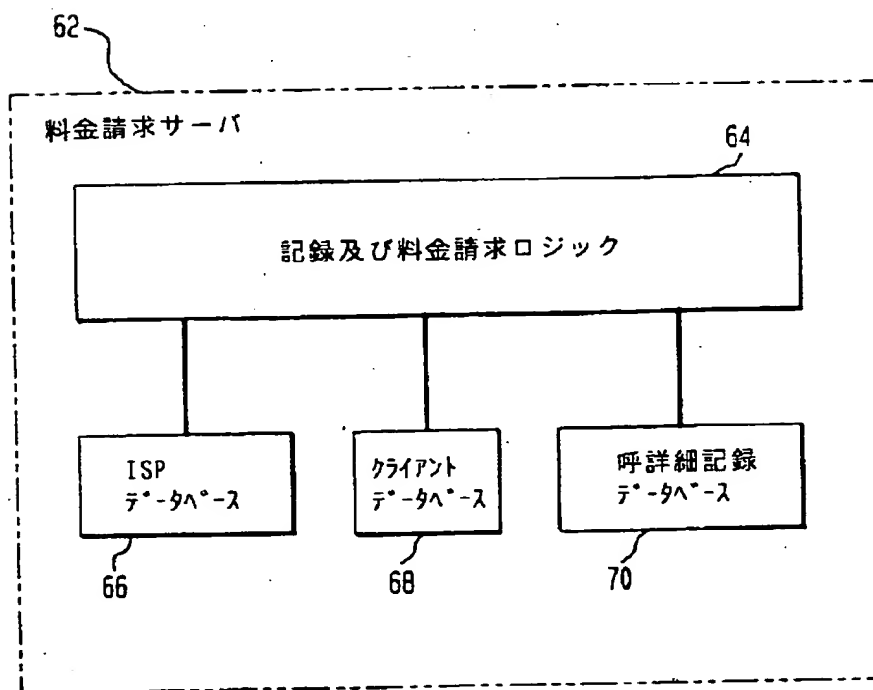 62
料金請求サーバ
64
記録及び料金請求ロジック
ISP
データベース
クライアント
データベース
呼詳細記録
データベース
66
68
70